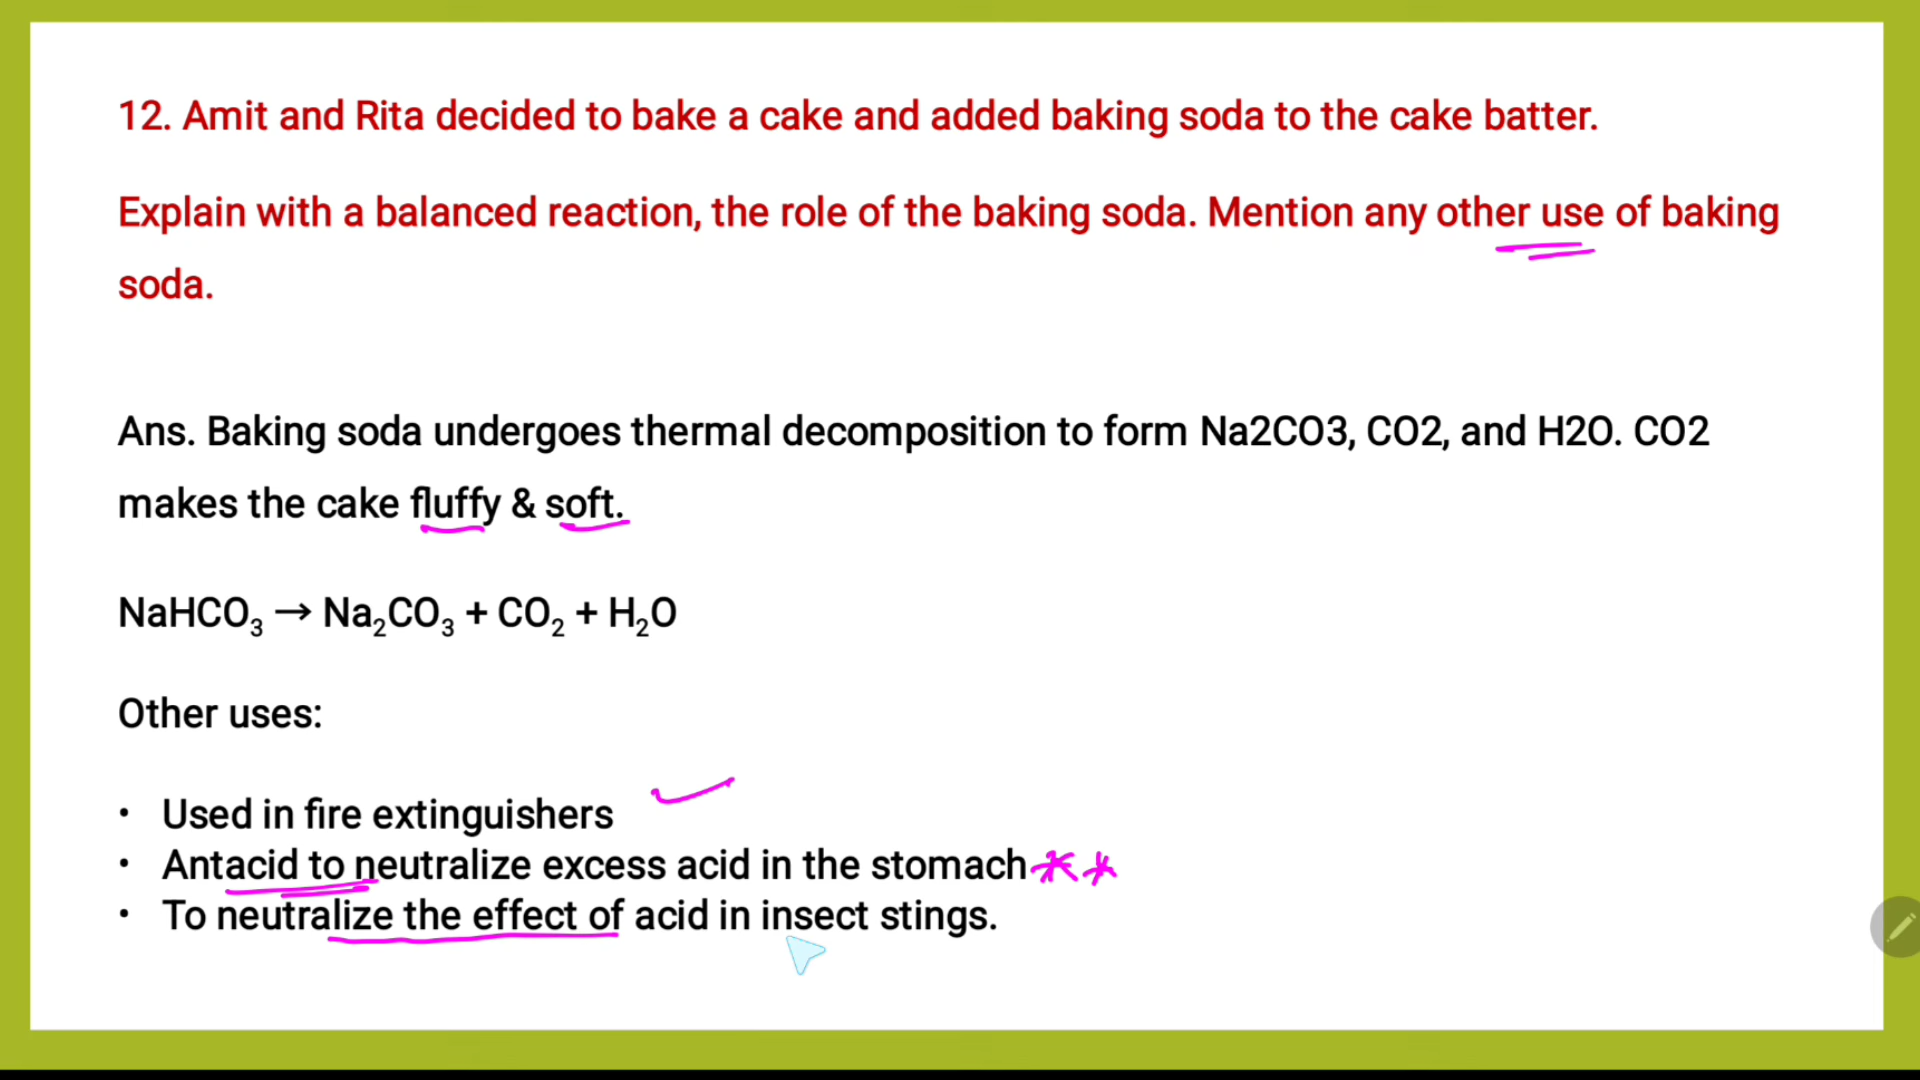 12. Amit and Rita decided to bake a cake and added baking soda to the cake batter.
Explain with a balanced reaction, the role of the baking soda. Mention any other use of baking
soda.
Ans. Baking soda undergoes thermal decomposition to form Na2CO3, CO2, and H2O. CO2
makes the cake fluffy & soft.
NaHCO₃ → Na₂CO₃ + CO₂ + H₂O
Other uses:
• Used in fire extinguishers
• Antacid to neutralize excess acid in the stomach
• To neutralize the effect of acid in insect stings.